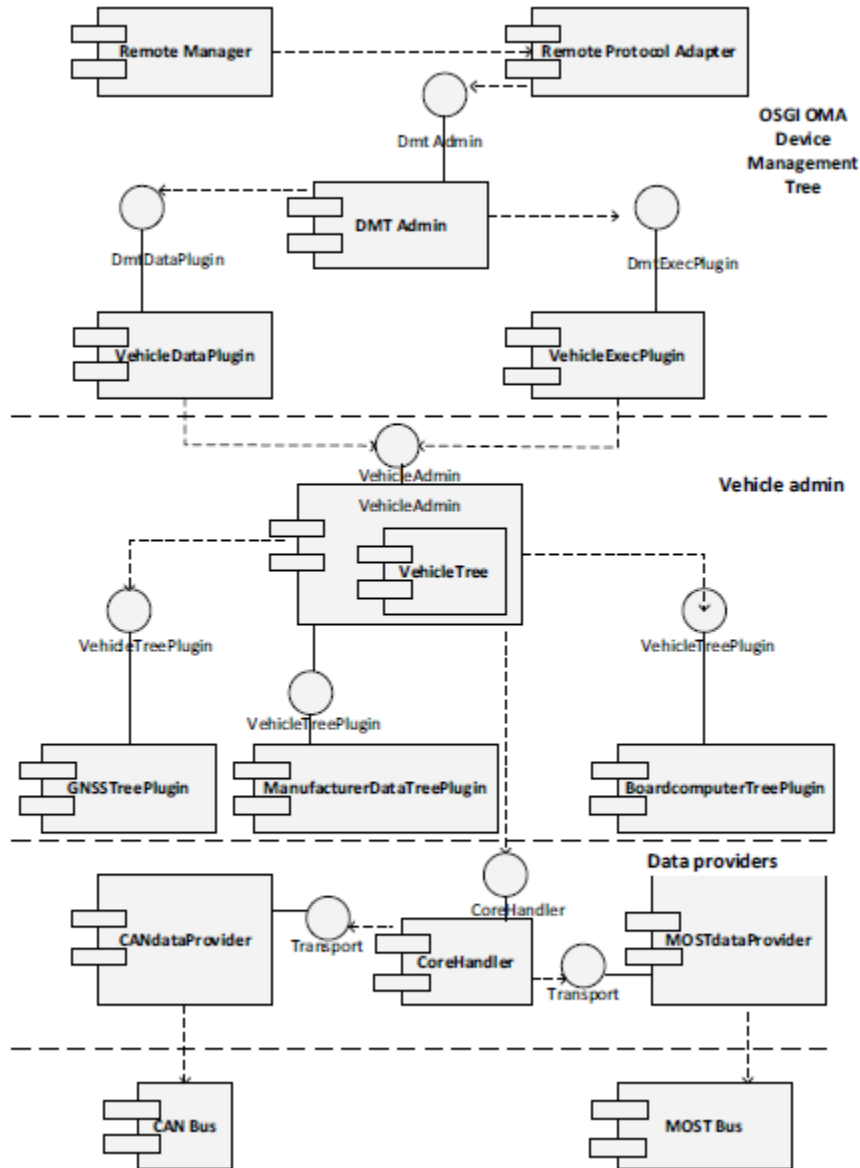 Remote Manager
Remote Protocol Adapter
Dmt Admin
OSGI OMA
Device
Management
Tree
DMT Admin
DmtDataPlugin
DmtExecPlugin
VehicleDataPlugin
VehicleExecPlugin
VehicleAdmin
Vehicle admin
VehicleAdmin
VehicleTree
VehicleTreePlugin
VehicleTreePlugin
VehicleTreePlugin
GNSSTreePlugin
ManufacturerDataTreePlugin
BoardcomputerTreePlugin
Data providers
CoreHandler
CANdataProvider
Transport
CoreHandler
MOSTdataProvider
Transport
CAN Bus
MOST Bus